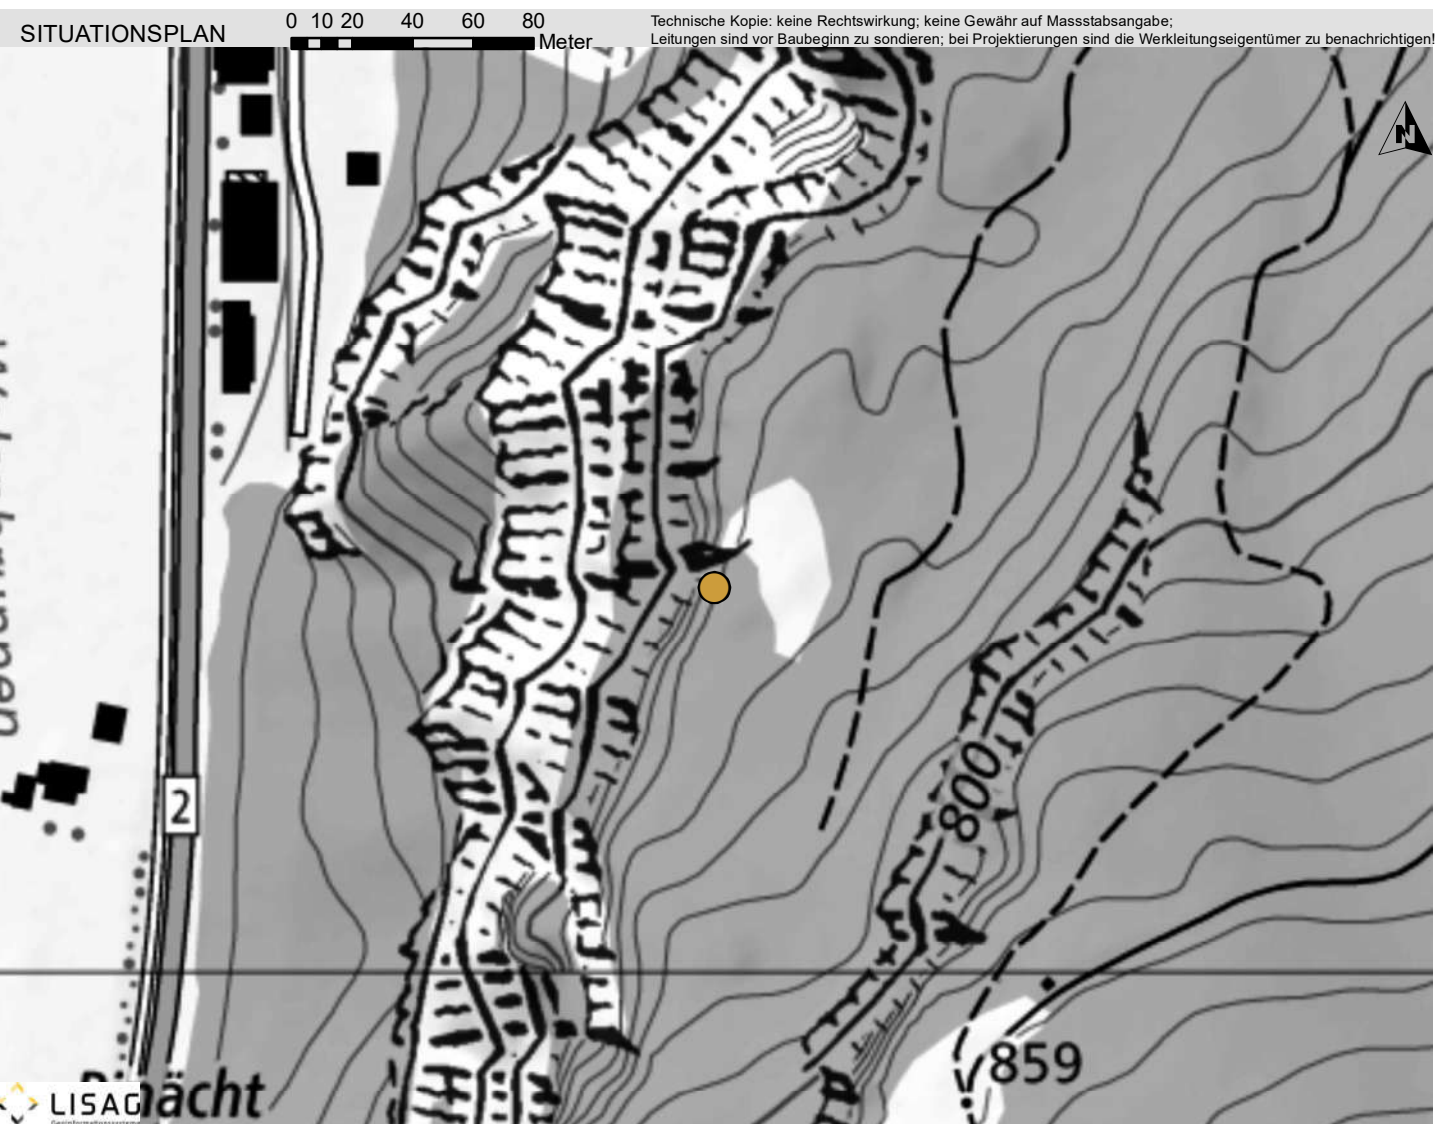 SITUATIONSPLAN
0 10 20 40 60 80
Meter
Technische Kopie: keine Rechtswirkung; keine Gewähr auf Massstabsangabe;
Leitungen sind vor Baubeginn zu sondieren; bei Projektierungen sind die Werkleitungseigentümer zu benachrichtigen!
N
800
2
859
LISAG